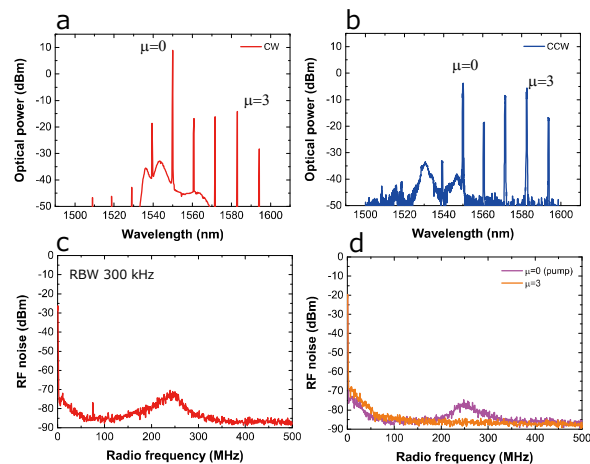 a
10
0
-10
-20
-30
-40
-50
Optical power (dBm)
μ=0
μ=3
CW
1500 1520 1540 1560 1580 1600
Wavelength (nm)
b
10
0
-10
-20
-30
-40
-50
Optical power (dBm)
μ=0
μ=3
CCW
1500 1520 1540 1560 1580 1600
Wavelength (nm)
c
0
-10
-20
-30
-40
-50
-60
-70
-80
-90
RF noise (dBm)
RBW 300 kHz
0 100 200 300 400 500
Radio frequency (MHz)
d
0
-10
-20
-30
-40
-50
-60
-70
-80
-90
RF noise (dBm)
μ=0 (pump)
μ=3
0 100 200 300 400 500
Radio frequency (MHz)